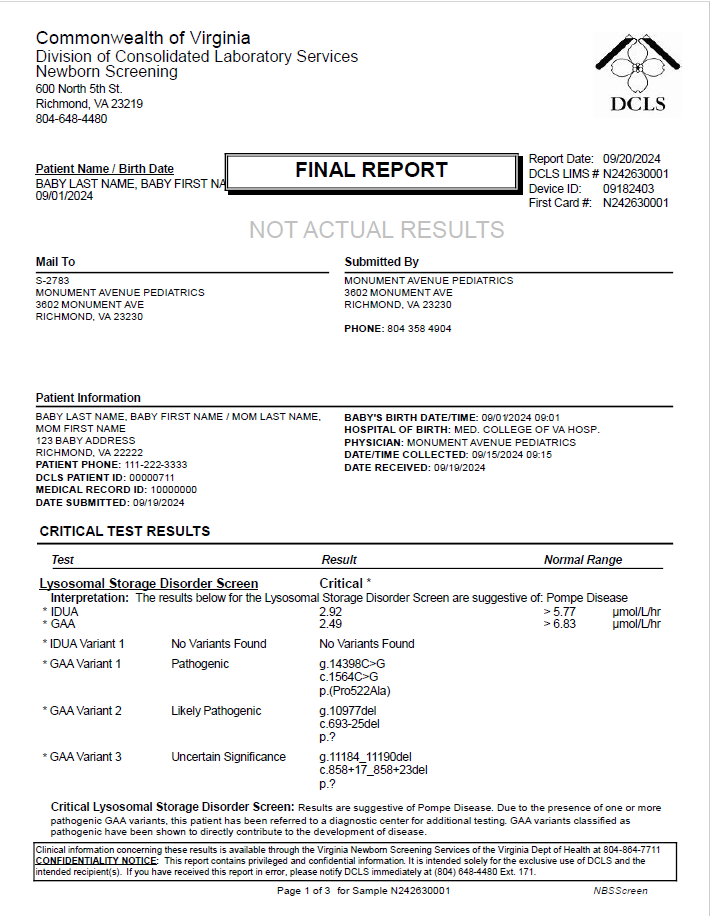 Commonwealth of Virginia
Division of Consolidated Laboratory Services
Newborn Screening
600 North 5th St.
Richmond, VA 23219
804-648-4480
DCLS
Patient Name / Birth Date
BABY LAST NAME, BABY FIRST NA
09/01/2024
FINAL REPORT
Report Date: 09/20/2024
DCLS LIMS # N242630001
Device ID: 09182403
First Card #: N242630001
NOT ACTUAL RESULTS
Mail To
S-2783
MONUMENT AVENUE PEDIATRICS
3602 MONUMENT AVE
RICHMOND, VA 23230
Submitted By
MONUMENT AVENUE PEDIATRICS
3602 MONUMENT AVE
RICHMOND, VA 23230
PHONE: 804 358 4904
Patient Information
BABY LAST NAME, BABY FIRST NAME / MOM LAST NAME,
MOM FIRST NAME
123 BABY ADDRESS
RICHMOND, VA 22222
PATIENT PHONE: 111-222-3333
DCLS PATIENT ID: 00000711
MEDICAL RECORD ID: 10000000
DATE SUBMITTED: 09/19/2024
BABY'S BIRTH DATE/TIME: 09/01/2024 09:01
HOSPITAL OF BIRTH: MED. COLLEGE OF VA HOSP.
PHYSICIAN: MONUMENT AVENUE PEDIATRICS
DATE/TIME COLLECTED: 09/15/2024 09:15
DATE RECEIVED: 09/19/2024
CRITICAL TEST RESULTS
Test Result Normal Range
Lysosomal Storage Disorder Screen Critical *
Interpretation: The results below for the Lysosomal Storage Disorder Screen are suggestive of: Pompe Disease
* IDUA 2.92 > 5.77 µmol/L/hr
* GAA 2.49 > 6.83 µmol/L/hr
* IDUA Variant 1 No Variants Found No Variants Found
* GAA Variant 1 Pathogenic g.14398C>G
c.1564C>G
p.(Pro522Ala)
* GAA Variant 2 Likely Pathogenic g.10977del
c.693-25del
p.?
* GAA Variant 3 Uncertain Significance g.11184_11190del
c.858+17_858+23del
p.?
Critical Lysosomal Storage Disorder Screen: Results are suggestive of Pompe Disease. Due to the presence of one or more
pathogenic GAA variants, this patient has been referred to a diagnostic center for additional testing. GAA variants classified as
pathogenic have been shown to directly contribute to the development of disease.
Clinical information concerning these results is available through the Virginia Newborn Screening Services of the Virginia Dept of Health at 804-864-7711
CONFIDENTIALITY NOTICE: This report contains privileged and confidential information. It is intended solely for the exclusive use of DCLS and the
intended recipient(s). If you have received this report in error, please notify DCLS immediately at (804) 648-4480 Ext. 171.
Page 1 of 3 for Sample N242630001
NBSScreen